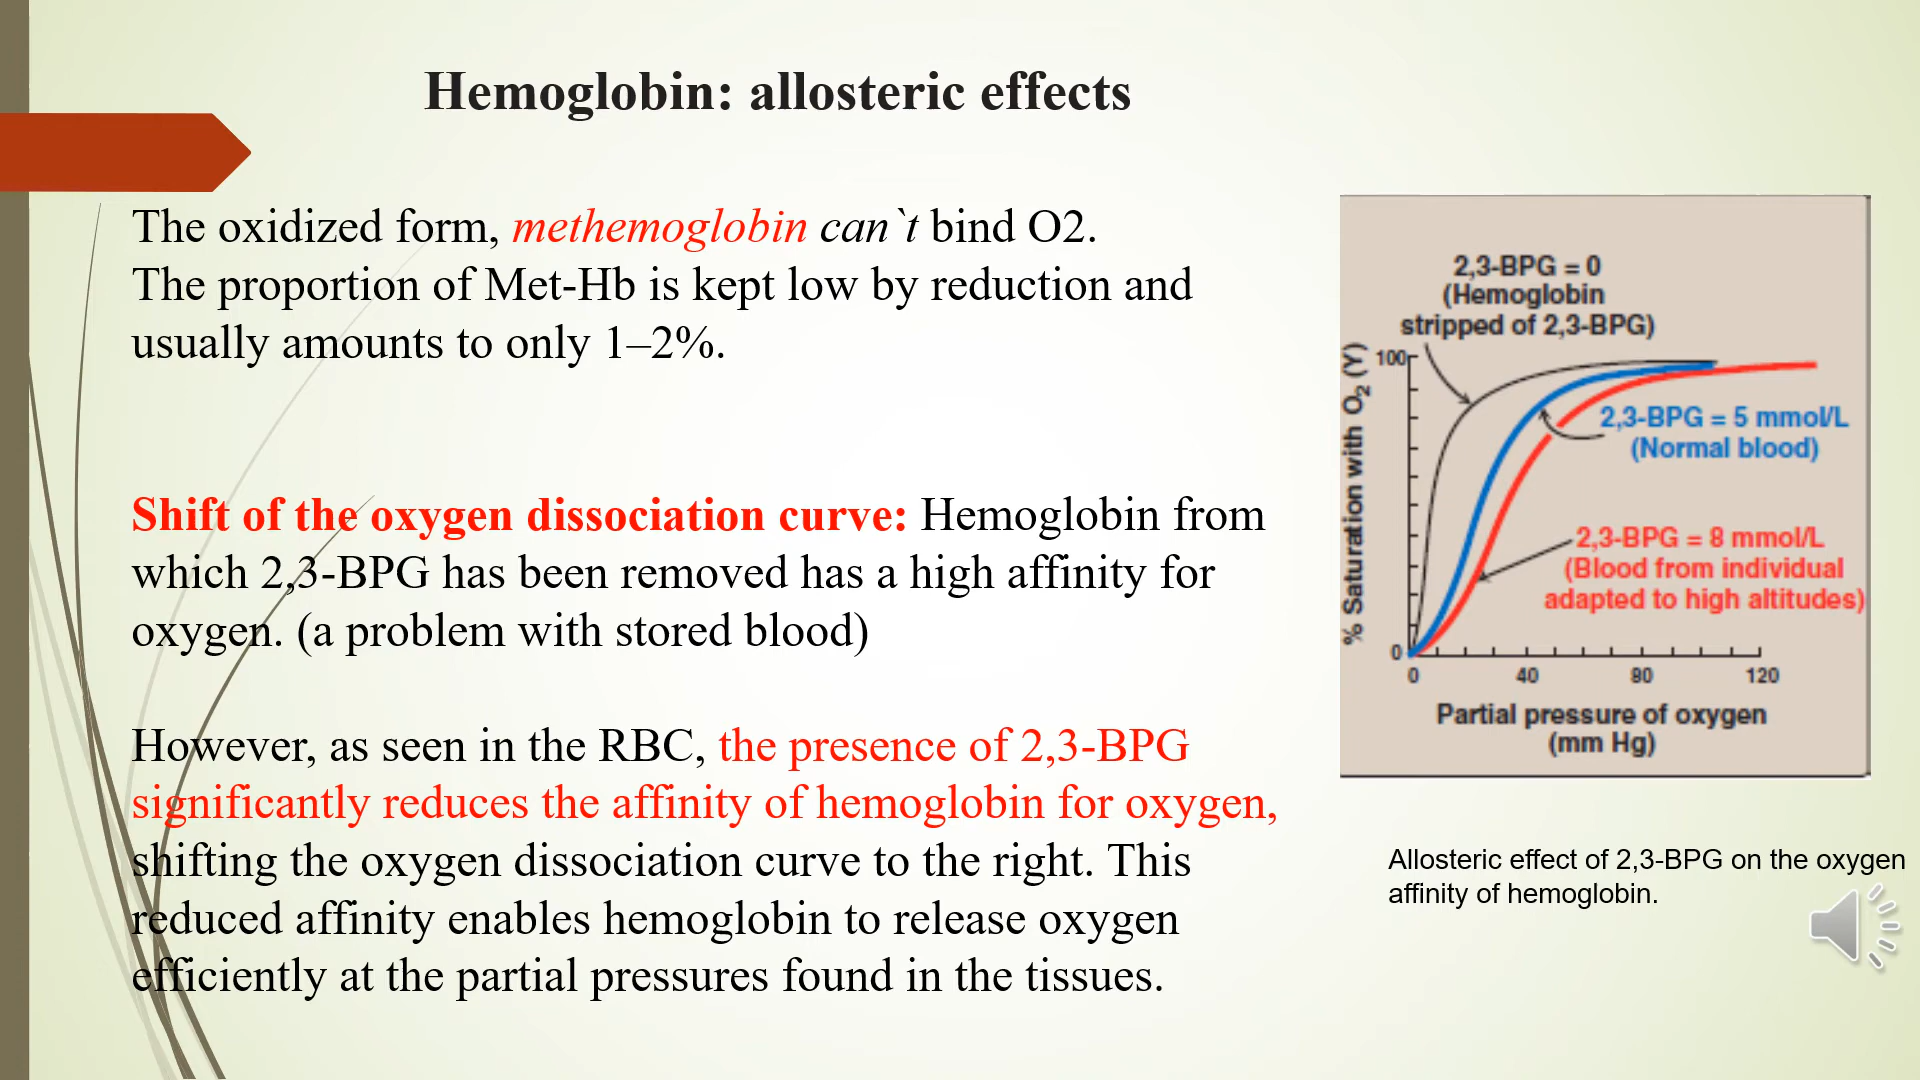 Hemoglobin: allosteric effects
The oxidized form, methemoglobin can`t bind O2.
The proportion of Met-Hb is kept low by reduction and
usually amounts to only 1–2%.
Shift of the oxygen dissociation curve: Hemoglobin from
which 2,3-BPG has been removed has a high affinity for
oxygen. (a problem with stored blood)
However, as seen in the RBC, the presence of 2,3-BPG
significantly reduces the affinity of hemoglobin for oxygen,
shifting the oxygen dissociation curve to the right. This
reduced affinity enables hemoglobin to release oxygen
efficiently at the partial pressures found in the tissues.
2,3-BPG = 0
(Hemoglobin
stripped of 2,3-BPG)
% Saturation with O2 (Y)
100
2,3-BPG = 5 mmol/L
(Normal blood)
2,3-BPG = 8 mmol/L
(Blood from individual
adapted to high altitudes)
0
0 40 80 120
Partial pressure of oxygen
(mm Hg)
Allosteric effect of 2,3-BPG on the oxygen
affinity of hemoglobin.